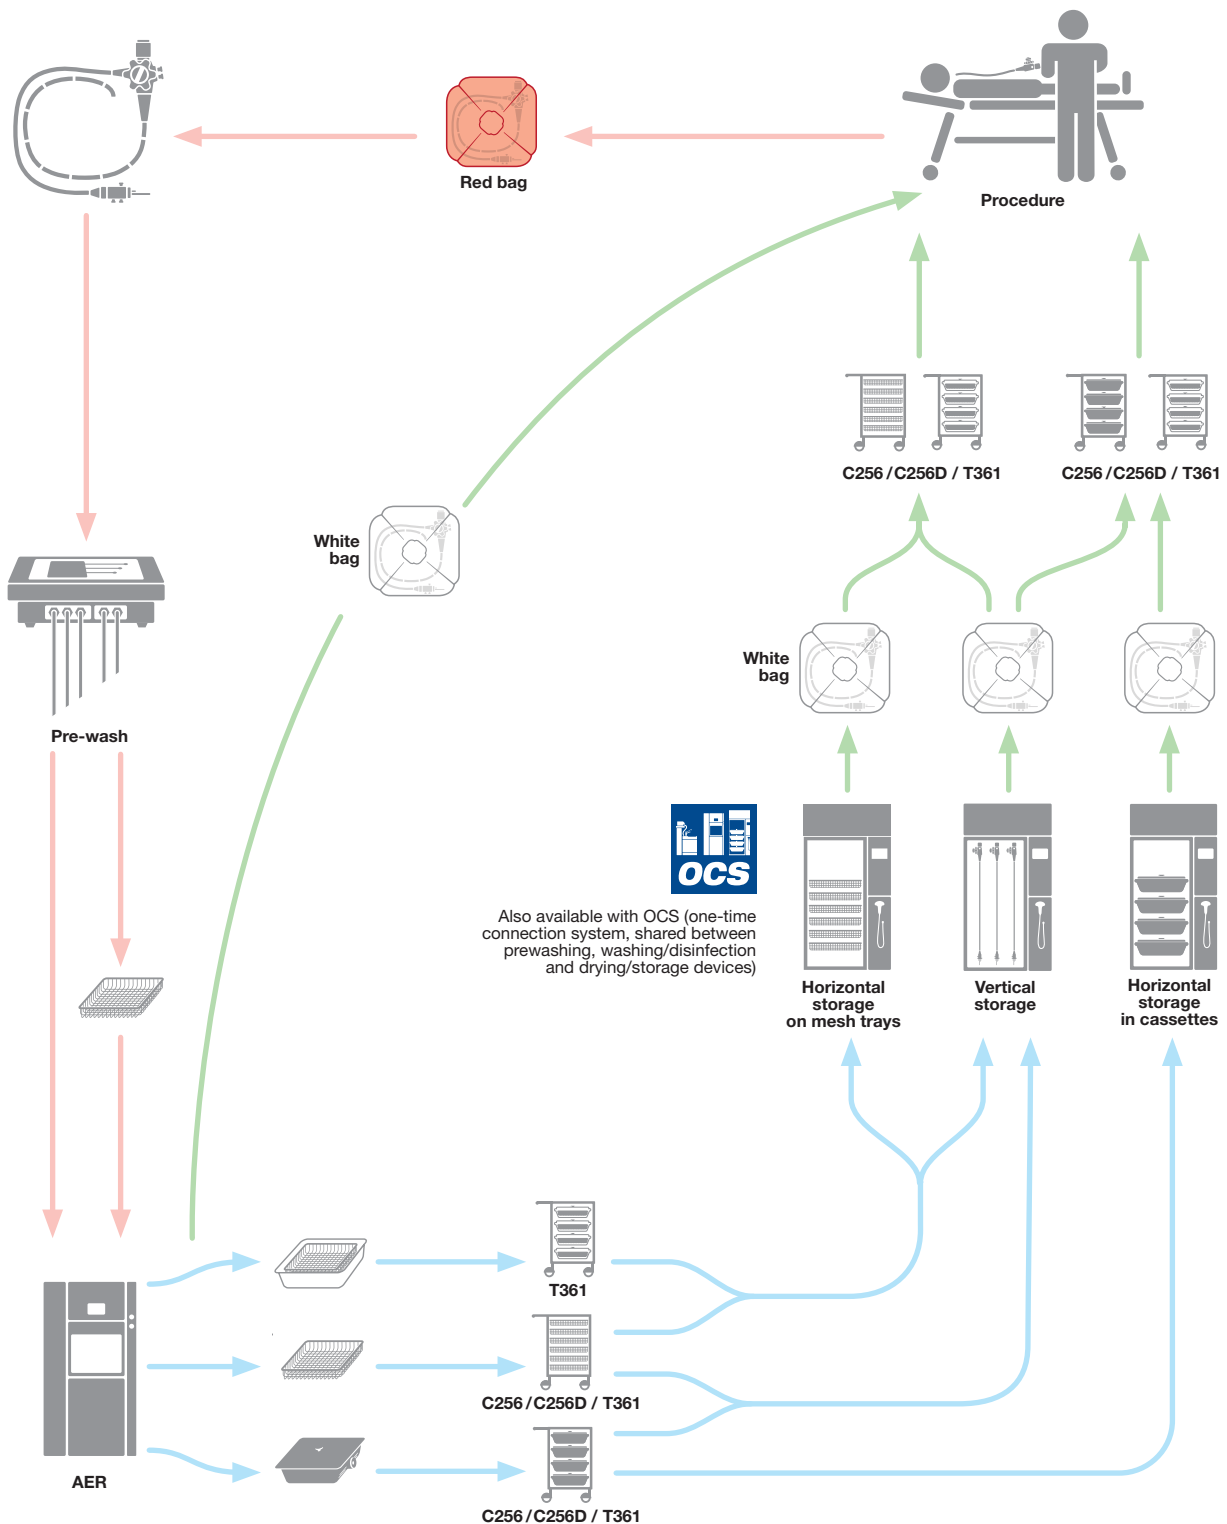 Red bag
Procedure
C256 / C256D / T361
C256 / C256D / T361
White
bag
White
bag
Pre-wash
OCS
Also available with OCS (one-time
connection system, shared between
prewashing, washing/disinfection
and drying/storage devices)
Horizontal
storage
on mesh trays
Vertical
storage
Horizontal
storage
in cassettes
T361
C256 / C256D / T361
AER
C256 / C256D / T361